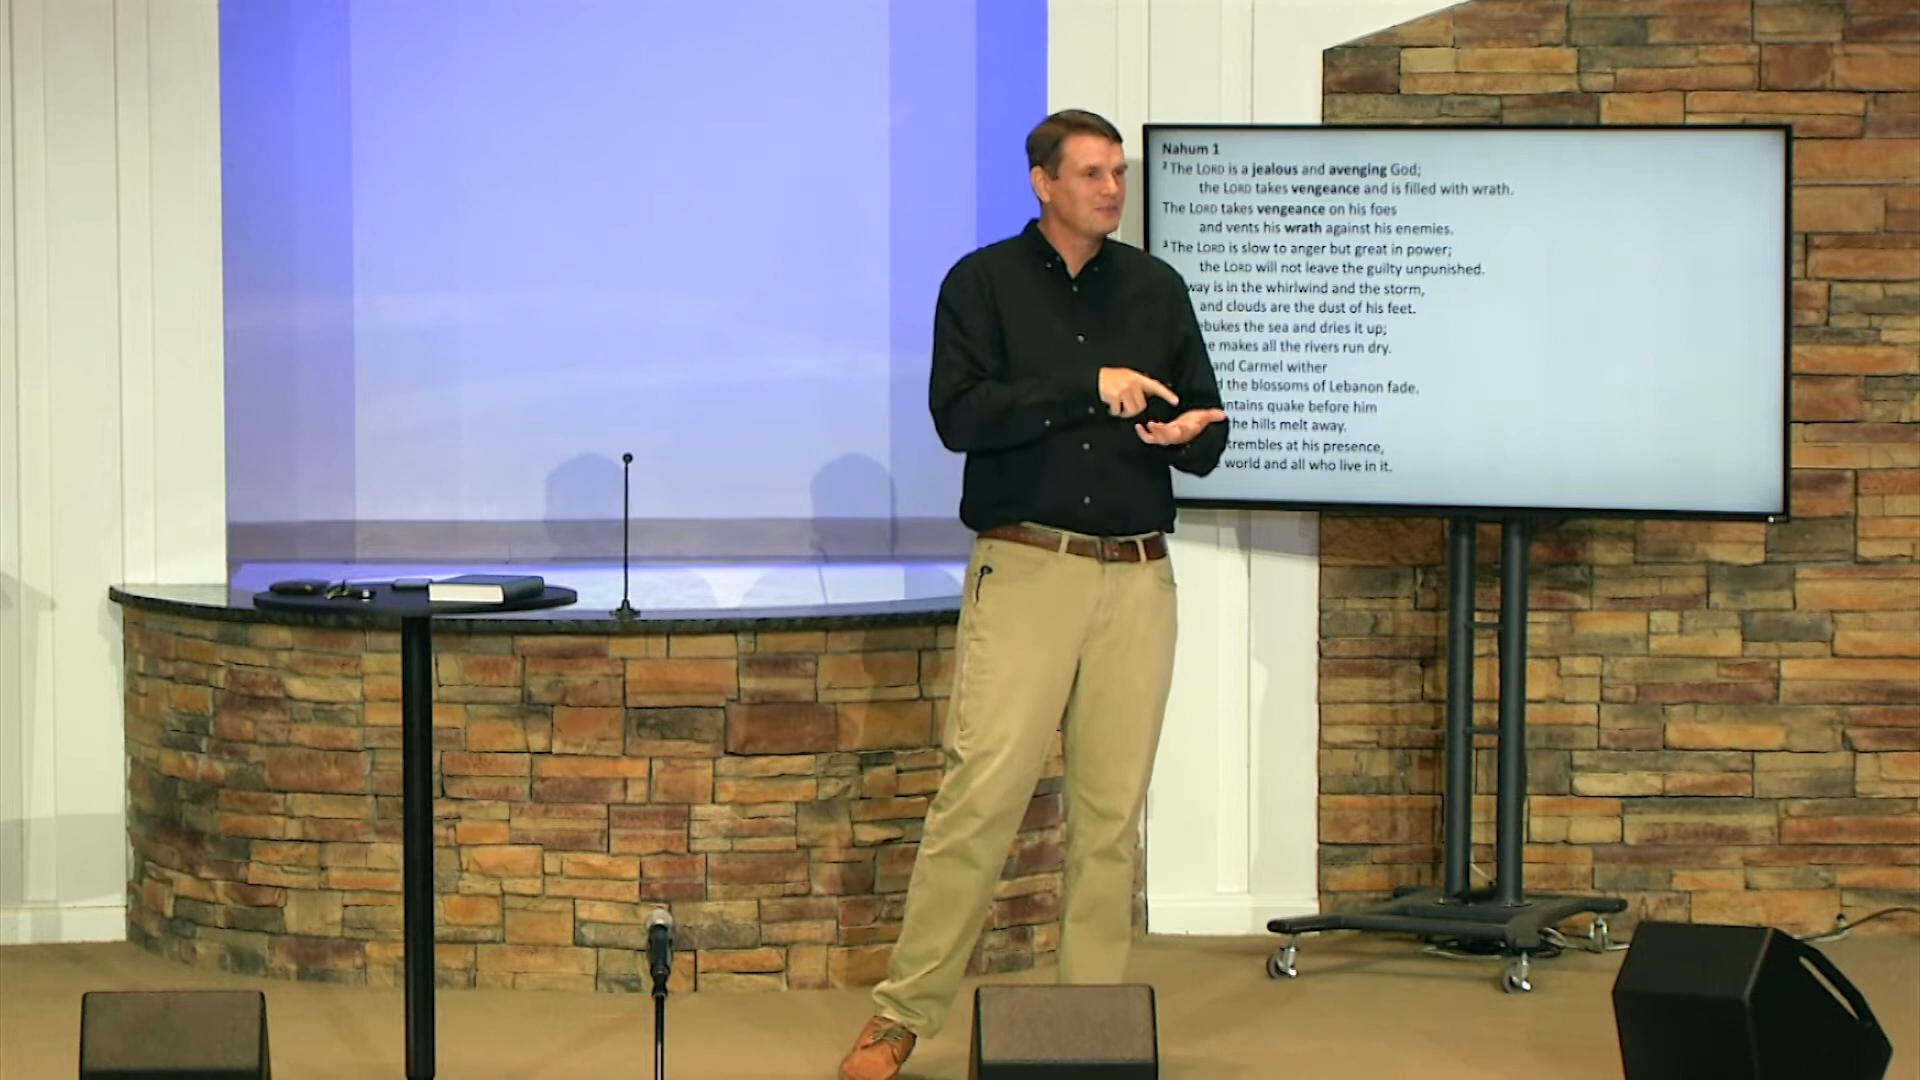 Nahum 1
² The LORD is a jealous and avenging God;
the LORD takes vengeance and is filled with wrath.
The LORD takes vengeance on his foes
and vents his wrath against his enemies.
³ The LORD is slow to anger but great in power;
the LORD will not leave the guilty unpunished.
way is in the whirlwind and the storm,
and clouds are the dust of his feet.
the sea and dries it up;
makes all the rivers run dry.
and Carmel wither
the blossoms of Lebanon fade.
quake before him
the hills melt away.
trembles at his presence,
world and all who live in it.